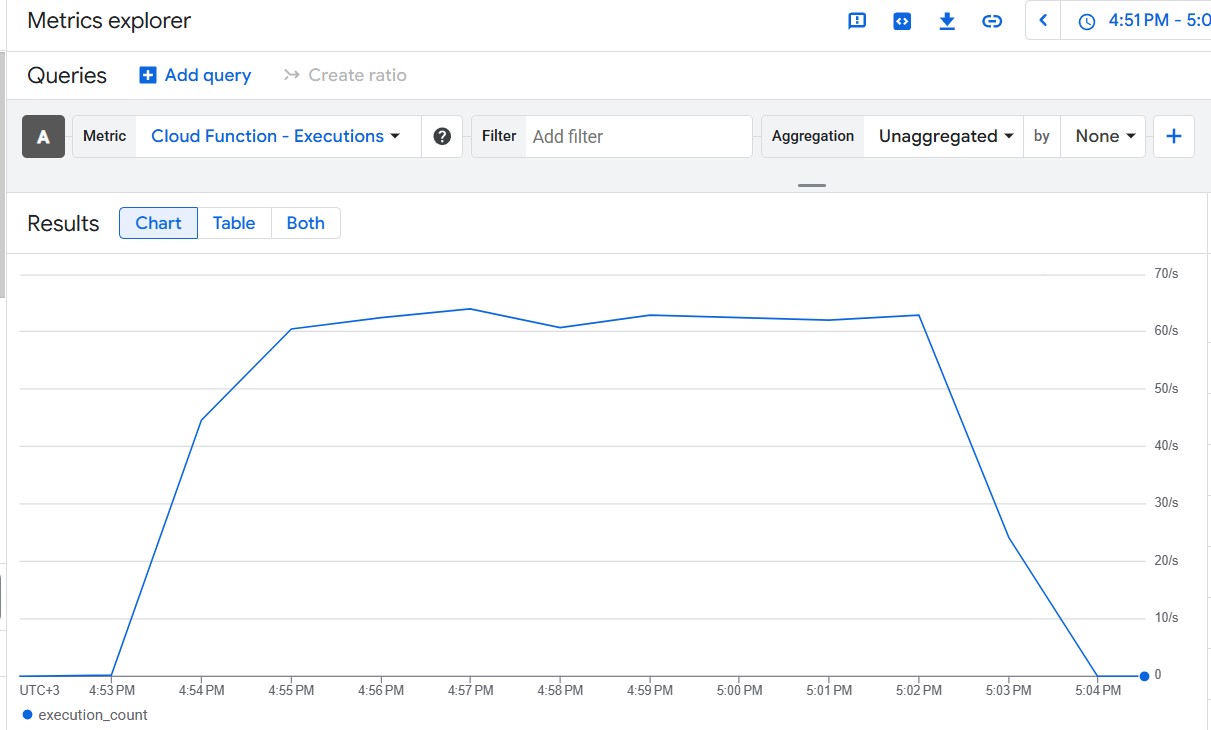 Metrics explorer
4:51 PM - 5:0
Queries
Add query
Create ratio
A
Metric
Cloud Function - Executions
?
Filter
Add filter
Aggregation
Unaggregated
by
None
Results
Chart
Table
Both
70/s
60/s
50/s
40/s
30/s
20/s
10/s
0
UTC+3 4:53 PM 4:54 PM 4:55 PM 4:56 PM 4:57 PM 4:58 PM 4:59 PM 5:00 PM 5:01 PM 5:02 PM 5:03 PM 5:04 PM
execution_count